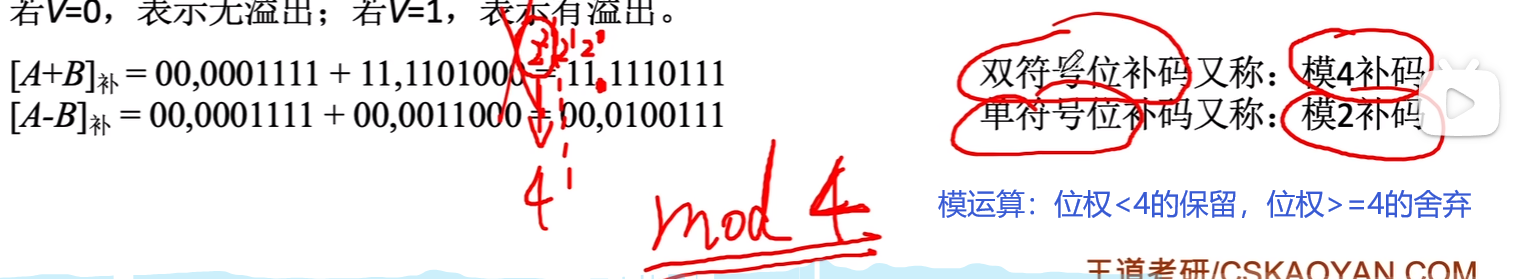 若V=0，表示无溢出；若V=1，表示有溢出。
[A+B]补 = 00,0001111 + 11,1101000 = 11,1110111
[A-B]补 = 00,0001111 + 00,0011000 = 00,0100111
2² 2¹ 2⁰
4
mod 4
双符号位补码又称：模4补码
单符号位补码又称：模2补码
模运算：位权<4的保留，位权>=4的舍弃
王道考研/CSKAOYAN.COM